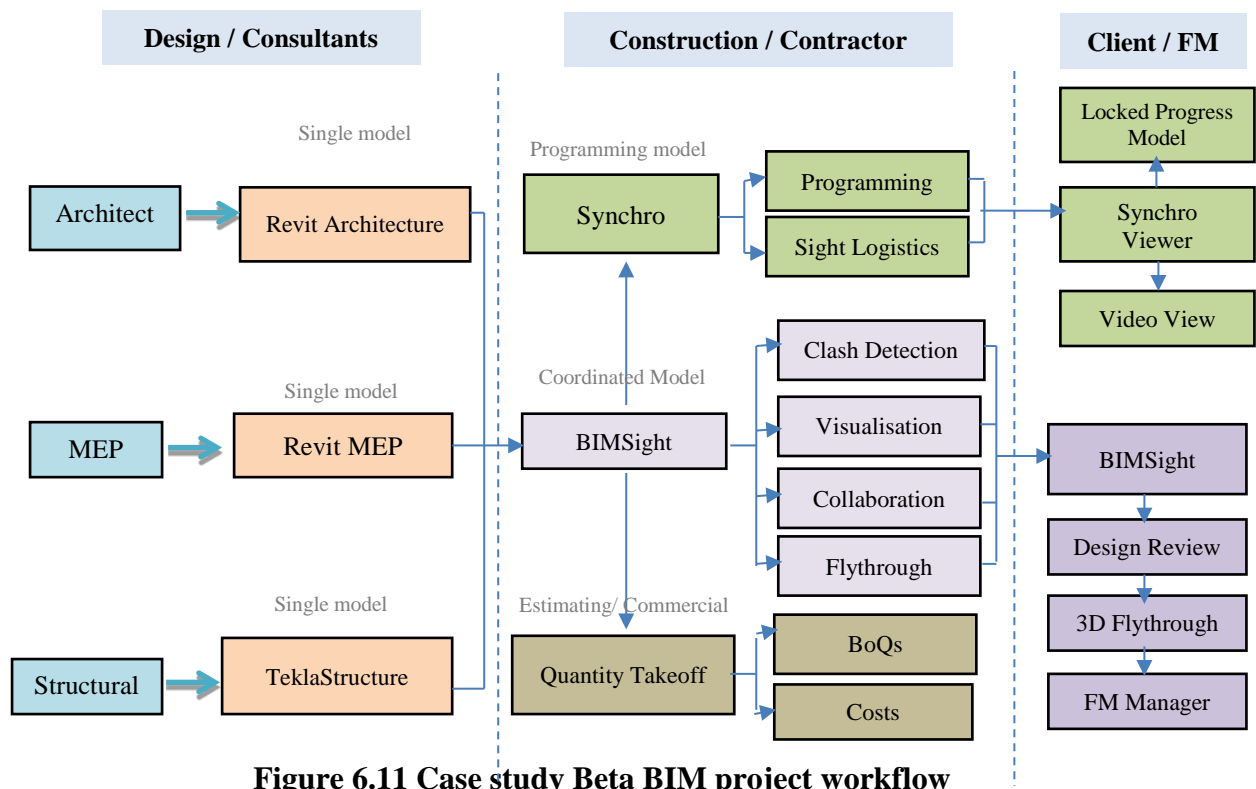 Design / Consultants
Construction / Contractor
Client / FM
Single model
Architect
Revit Architecture
Single model
MEP
Revit MEP
Single model
Structural
TeklaStructure
Programming model
Synchro
Programming
Sight Logistics
Coordinated Model
BIMSight
Clash Detection
Visualisation
Collaboration
Flythrough
Estimating/ Commercial
Quantity Takeoff
BoQs
Costs
Locked Progress
Model
Synchro
Viewer
Video View
BIMSight
Design Review
3D Flythrough
FM Manager
Figure 6.11 Case study Beta BIM project workflow